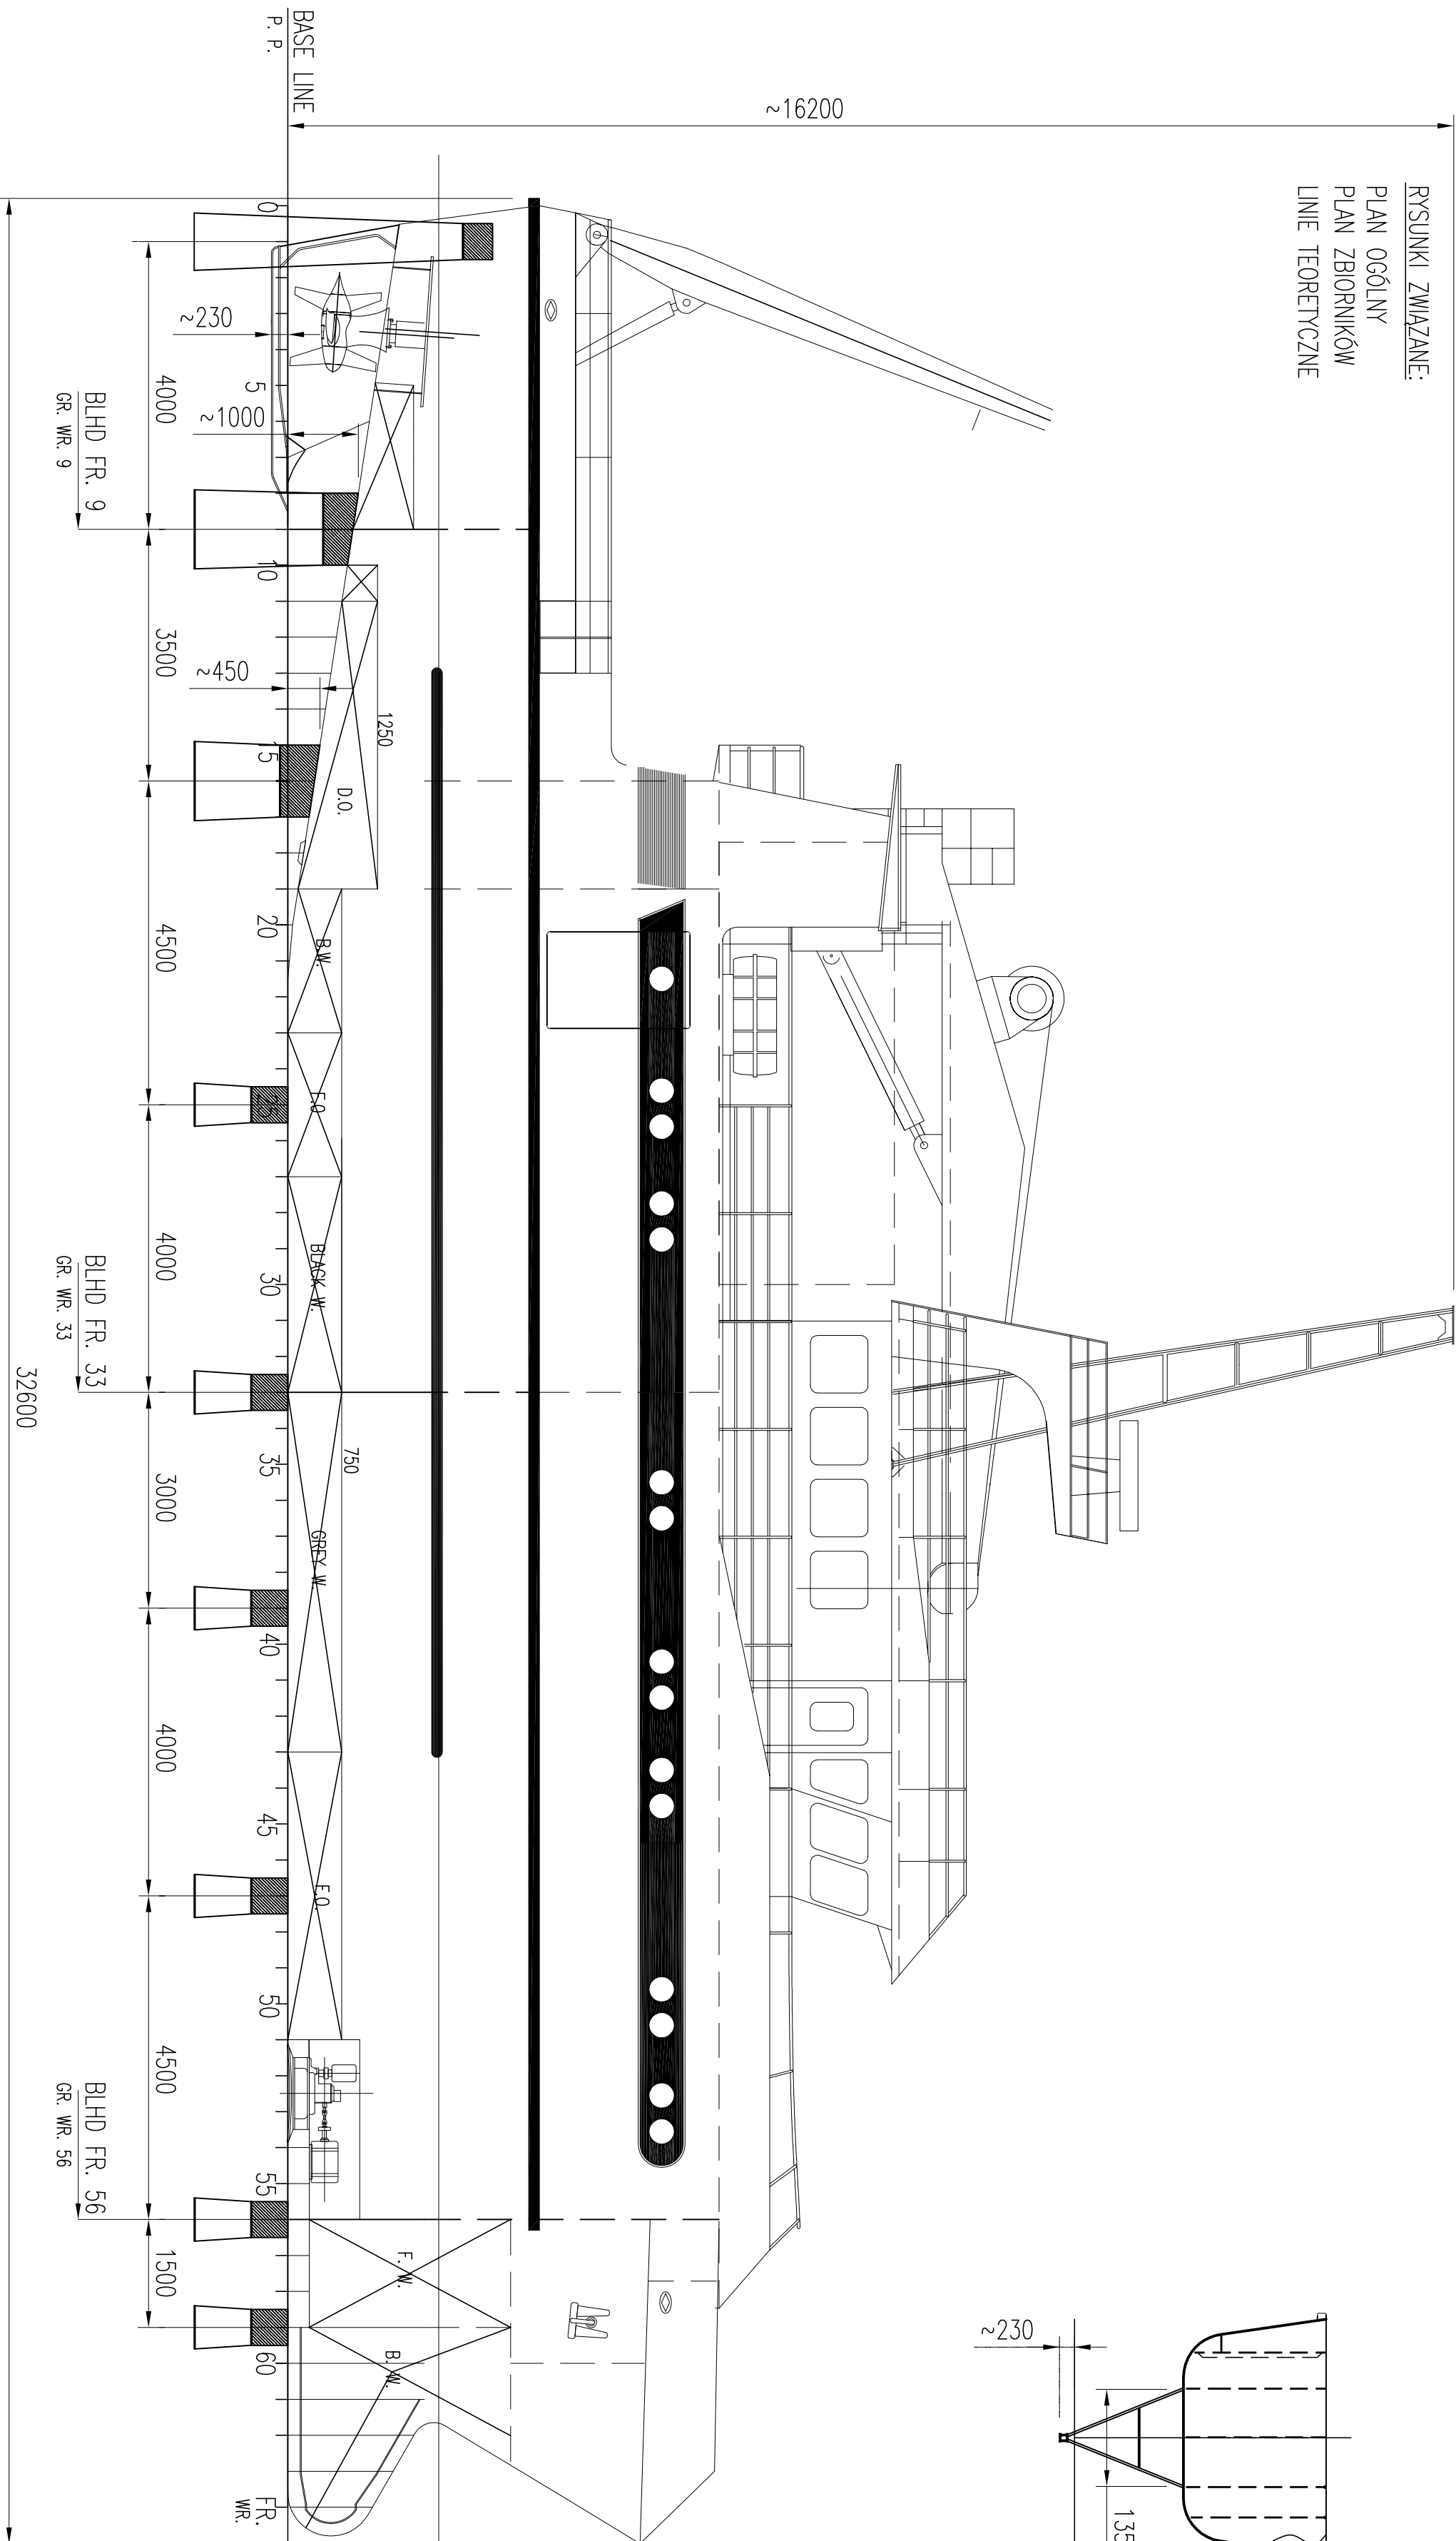 RYSUNKI ZWIĄZANE:
PLAN OGÓLNY
PLAN ZBIORNIKÓW
LINIE TEORETYCZNE
~16200
BASE LINE
P. P.
0
5
10
15
20
25
30
35
40
45
50
55
60
FR.
WR.
~230
~1000
~450
1250
750
D.O.
B.W.
F.O.
BLACK W.
GREY W.
F.O.
F. W.
B. W.
4000
3500
4500
4000
3000
4000
4500
1500
BLHD FR. 9
GR. WR. 9
BLHD FR. 33
GR. WR. 33
BLHD FR. 56
GR. WR. 56
32600
~230